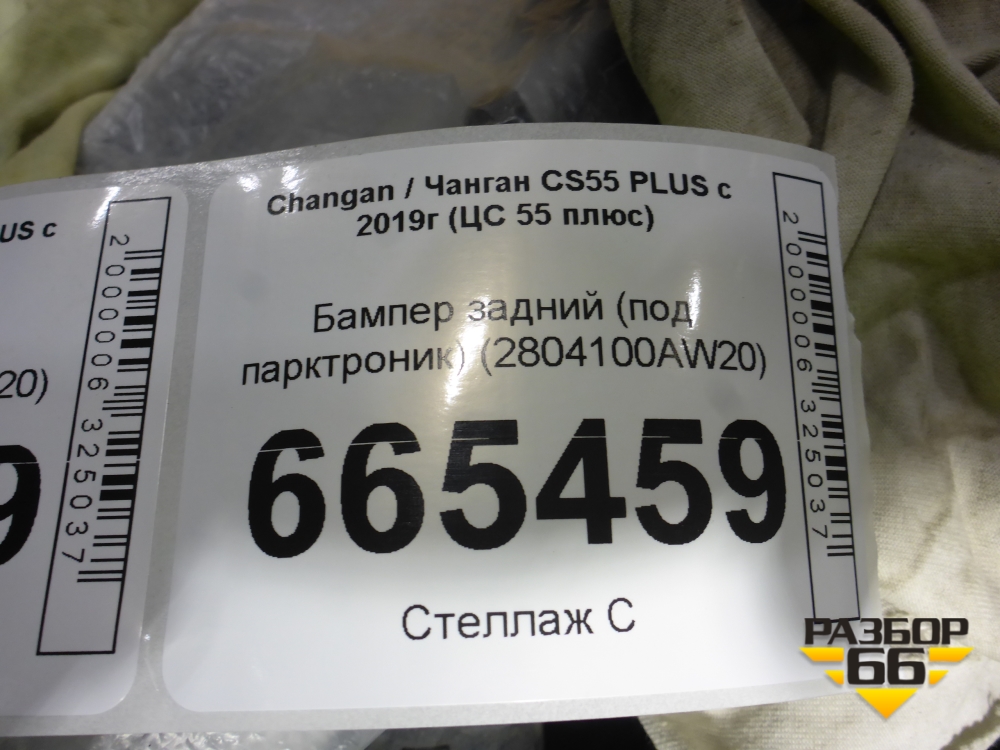 Changan / Чанган CS55 PLUS с
2019г (ЦС 55 плюс)
Бампер задний (под
парктроник) (2804100AW20)
665459
Стеллаж С
2000006325037
US с
20)
9
2000006325037
РАЗБОР
66